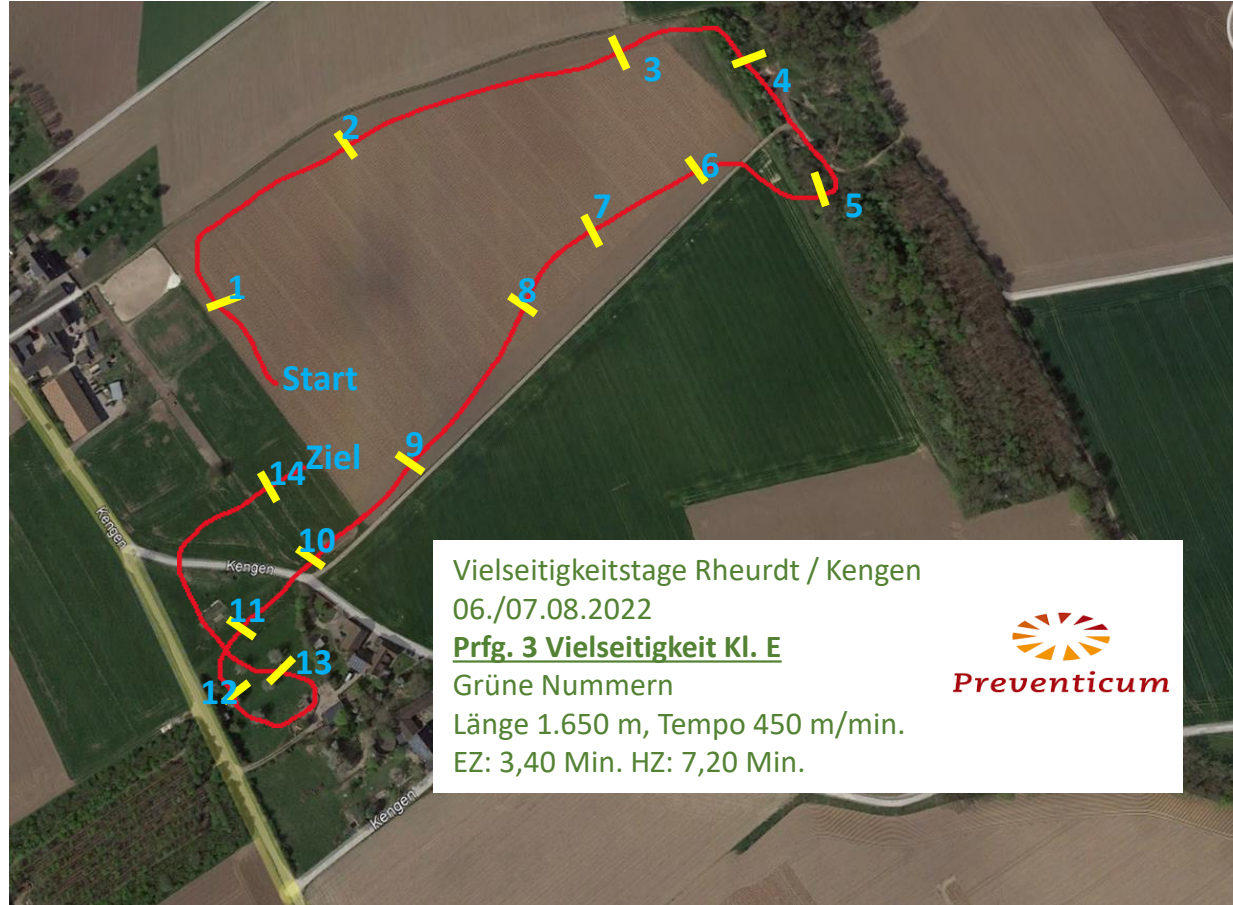 1
2
3
4
5
6
7
8
9
10
11
12
13
14
Start
Ziel
Kengen
Kengen
Kengen
Vielseitigkeitstage Rheurdt / Kengen
06./07.08.2022
Prfg. 3 Vielseitigkeit Kl. E
Grüne Nummern
Länge 1.650 m, Tempo 450 m/min.
EZ: 3,40 Min. HZ: 7,20 Min.
Preventicum